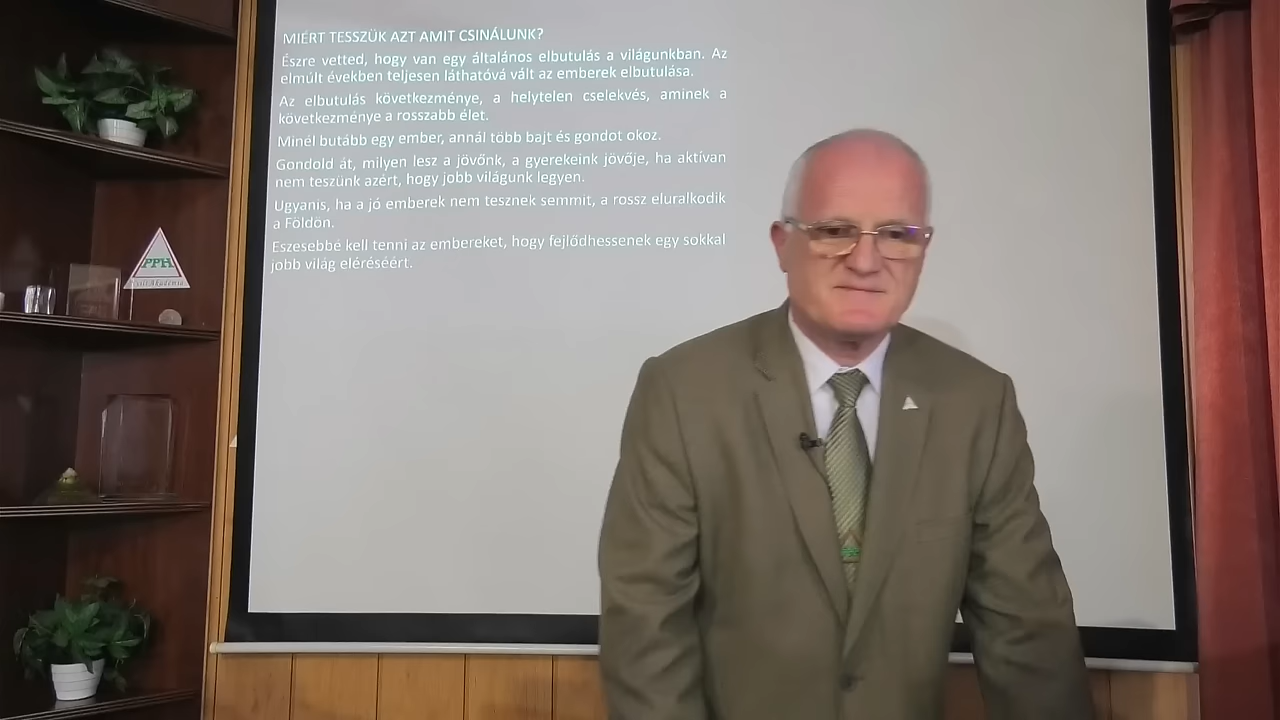 MIÉRT TESSZÜK AZT AMIT CSINÁLUNK?
Észre vetted, hogy van egy általános elbutulás a világunkban. Az
elmúlt években teljesen láthatóvá vált az emberek elbutulása.
Az elbutulás következménye, a helytelen cselekvés, aminek a
következménye a rosszabb élet.
Minél butább egy ember, annál több bajt és gondot okoz.
Gondold át, milyen lesz a jövőnk, a gyerekeink jövője, ha aktívan
nem teszünk azért, hogy jobb világunk legyen.
Ugyanis, ha a jó emberek nem tesznek semmit, a rossz eluralkodik
a Földön.
Eszesebbé kell tenni az embereket, hogy fejlődhessenek egy sokkal
jobb világ eléréséért.
PPH